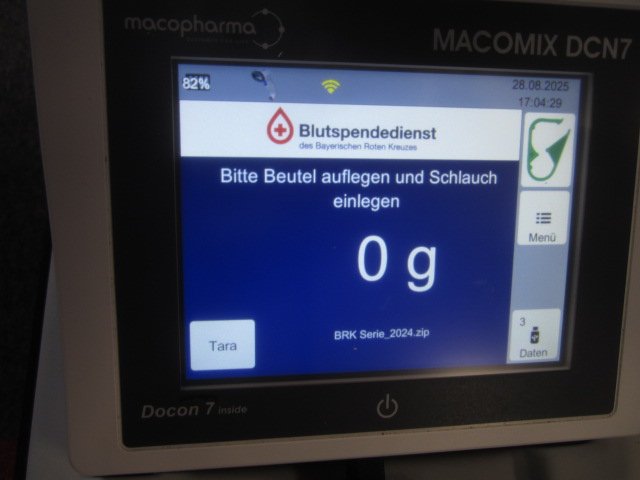 macopharma
MACOMIX DCN7
82%
28.08.2025
17:04:29
Blutspendedienst
des Bayerischen Roten Kreuzes
Bitte Beutel auflegen und Schlauch
einlegen
0 g
Menü
BRK Serie_2024.zip
Tara
3
Daten
Docon 7 inside